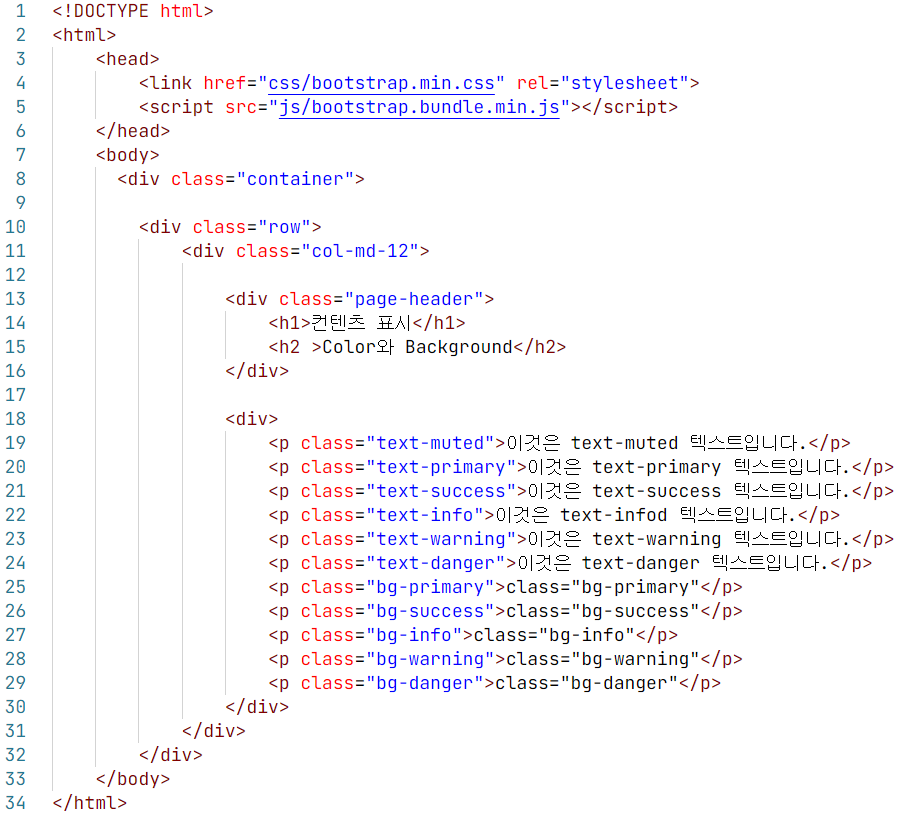 1 <!DOCTYPE html>
2 <html>
3 <head>
4 <link href="css/bootstrap.min.css" rel="stylesheet">
5 <script src="js/bootstrap.bundle.min.js"></script>
6 </head>
7 <body>
8 <div class="container">
9
10 <div class="row">
11 <div class="col-md-12">
12
13 <div class="page-header">
14 <h1>컨텐츠 표시</h1>
15 <h2 >Color와 Background</h2>
16 </div>
17
18 <div>
19 <p class="text-muted">이것은 text-muted 텍스트입니다.</p>
20 <p class="text-primary">이것은 text-primary 텍스트입니다.</p>
21 <p class="text-success">이것은 text-success 텍스트입니다.</p>
22 <p class="text-info">이것은 text-infod 텍스트입니다.</p>
23 <p class="text-warning">이것은 text-warning 텍스트입니다.</p>
24 <p class="text-danger">이것은 text-danger 텍스트입니다.</p>
25 <p class="bg-primary">class="bg-primary"</p>
26 <p class="bg-success">class="bg-success"</p>
27 <p class="bg-info">class="bg-info"</p>
28 <p class="bg-warning">class="bg-warning"</p>
29 <p class="bg-danger">class="bg-danger"</p>
30 </div>
31 </div>
32 </div>
33 </body>
34 </html>